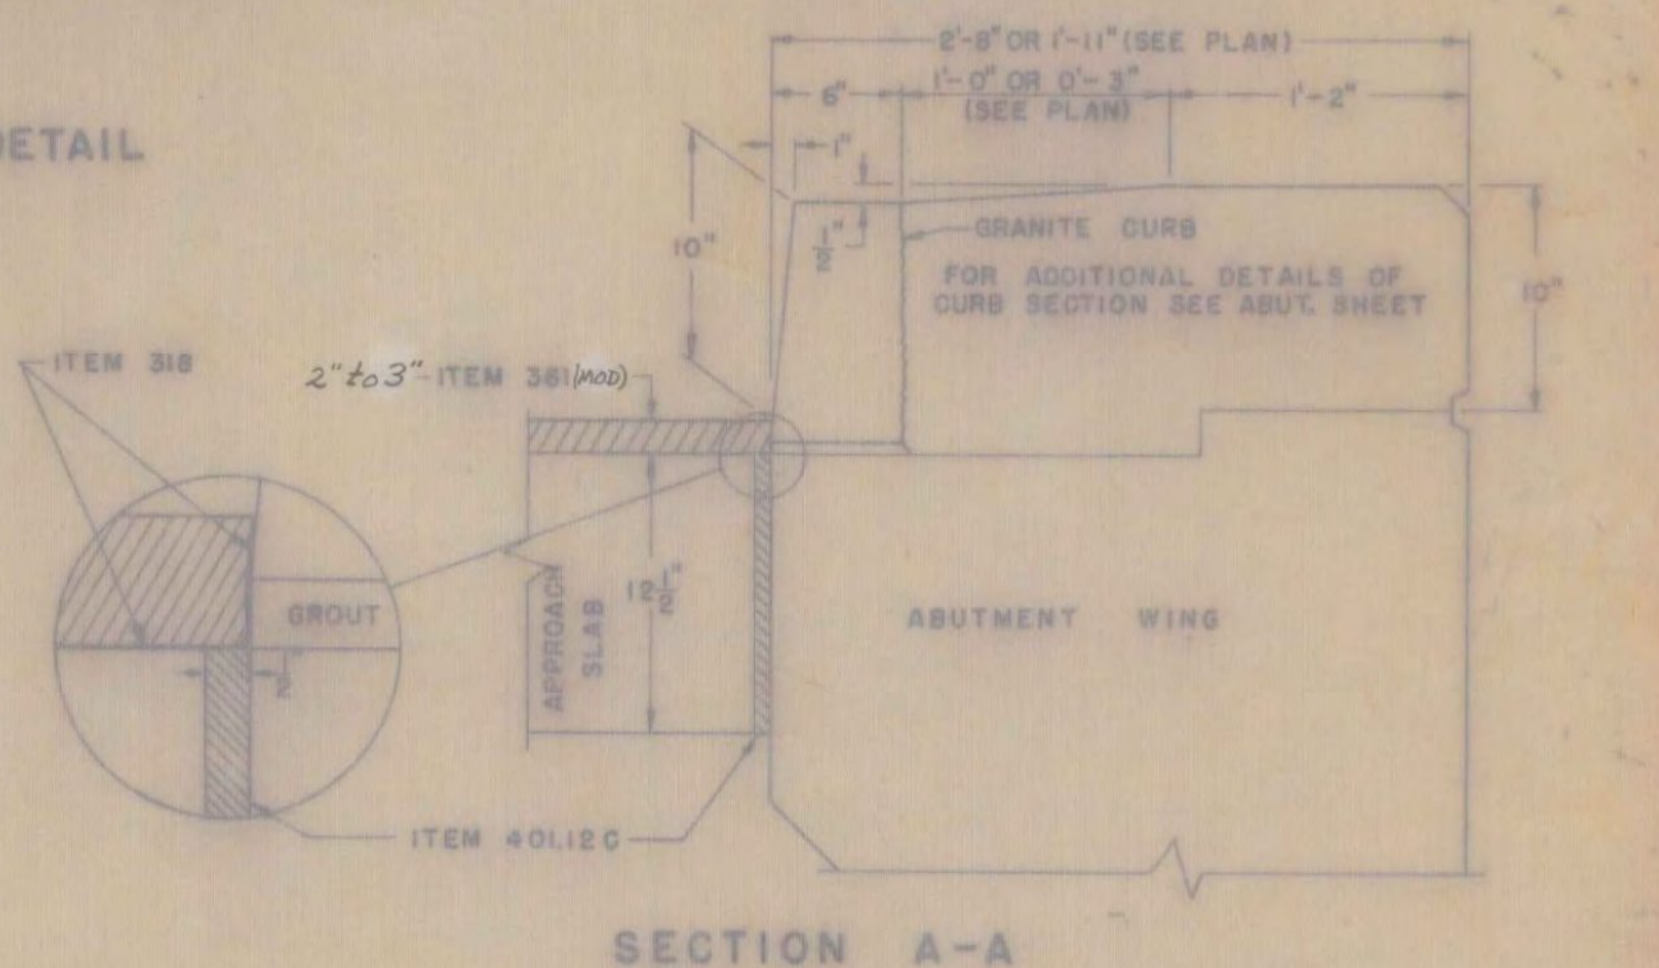 DETAIL
2'-8" OR 1'-11" (SEE PLAN)
6"
1'-0" OR 0'-3"
(SEE PLAN)
1'-2"
1"
10"
1/2"
GRANITE CURB
FOR ADDITIONAL DETAILS OF
CURB SECTION SEE ABUT. SHEET
10"
ITEM 318
2" to 3"-ITEM 361(MOD)
GROUT
12 1/2"
APPROACH
SLAB
ABUTMENT WING
ITEM 401.12C
SECTION A-A